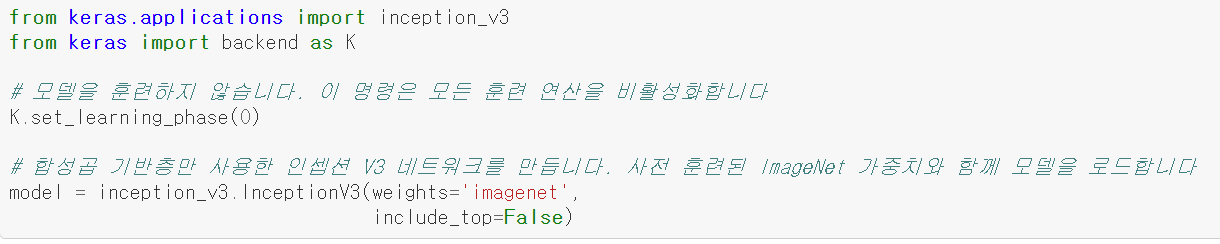 from keras.applications import inception_v3
from keras import backend as K
# 모델을 훈련하지 않습니다. 이 명령은 모든 훈련 연산을 비활성화합니다
K.set_learning_phase(0)
# 합성곱 기반층만 사용한 인셉션 V3 네트워크를 만듭니다. 사전 훈련된 ImageNet 가중치와 함께 모델을 로드합니다
model = inception_v3.InceptionV3(weights='imagenet',
include_top=False)